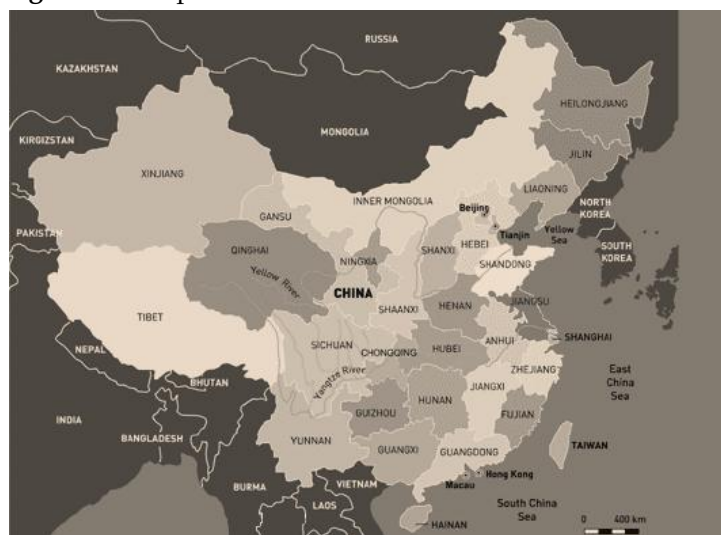 RUSSIA
KAZAKHSTAN
HEILONGJIANG
MONGOLIA
KIRGIZSTAN
JILIN
XINJIANG
LIAONING
INNER MONGOLIA
Beijing
NORTH
KOREA
GANSU
Tianjin
Yellow
Sea
PAKISTAN
QINGHAI
NINGXIA
SHANXI
HEBEI
SOUTH
KOREA
SHANDONG
Yellow River
CHINA
TIBET
SHAANXI
HENAN
JIANGSU
NEPAL
SICHUAN
CHONGQING
HUBEI
ANHUI
SHANGHAI
Yangtze River
ZHEJIANG
BHUTAN
East
China
Sea
JIANGXI
HUNAN
GUIZHOU
FUJIAN
INDIA
BANGLADESH
YUNNAN
GUANGXI
GUANGDONG
TAIWAN
Hong Kong
Macau
BURMA
VIETNAM
LAOS
South China
Sea
HAINAN
0 400 km